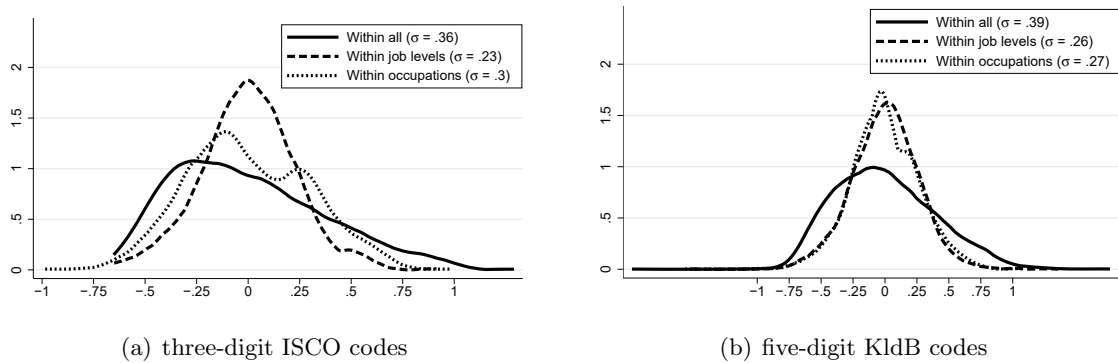 Within all (σ = .36)
Within job levels (σ = .23)
Within occupations (σ = .3)
2
1.5
1
.5
0
−1 −.75 −.5 −.25 0 .25 .5 .75 1
(a) three-digit ISCO codes
Within all (σ = .39)
Within job levels (σ = .26)
Within occupations (σ = .27)
2
1.5
1
.5
0
−1 −.75 −.5 −.25 0 .25 .5 .75 1
(b) five-digit KldB codes